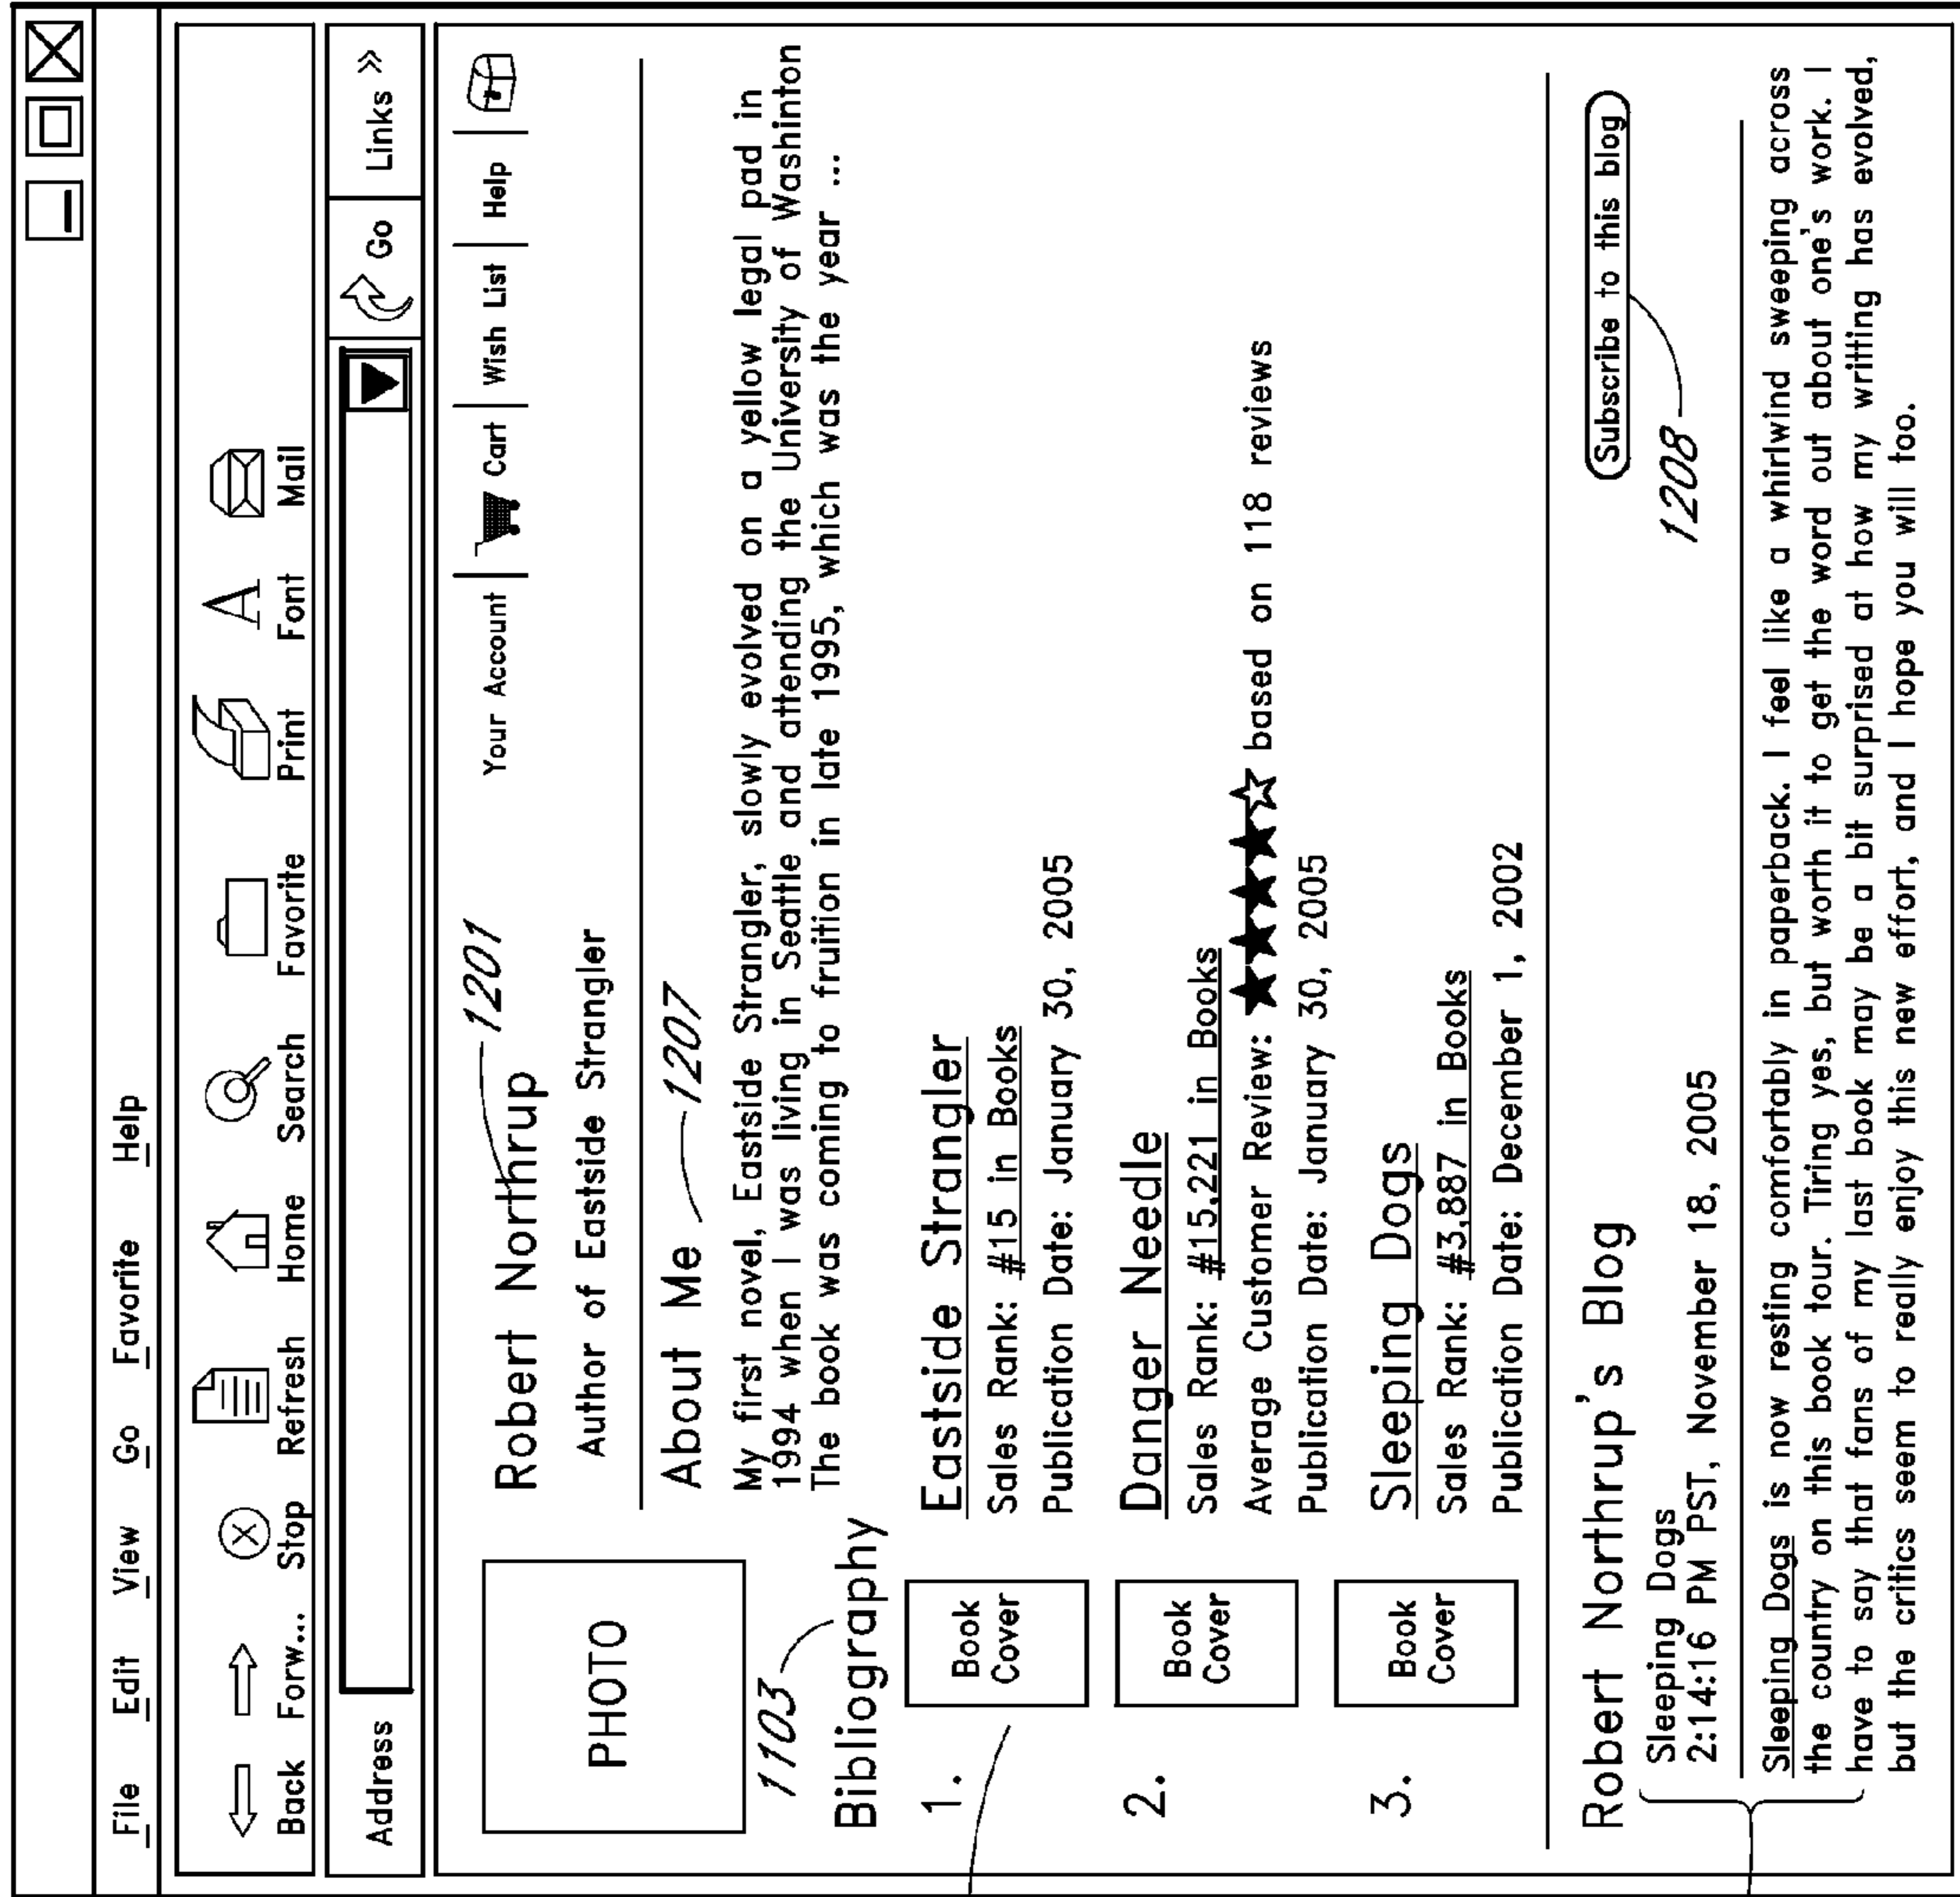 File Edit View Go Favorite Help
Back Forw... Stop Refresh Home Search Favorite Print Font Mail
Address Go Links »
Your Account Cart Wish List Help
PHOTO
Robert Northrup 1201
Author of Eastside Strangler
About Me 1207
My first novel, Eastside Strangler, slowly evolved on a yellow legal pad in
1994 when I was living in Seattle and attending the University of Washinton
The book was coming to fruition in late 1995, which was the year ...
1103
Bibliography
1. Book Cover
Eastside Strangler
Sales Rank: #15 in Books
Publication Date: January 30, 2005
2. Book Cover
Danger Needle
Sales Rank: #15,221 in Books
Average Customer Review: ★★★★☆ based on 118 reviews
Publication Date: January 30, 2005
3. Book Cover
Sleeping Dogs
Sales Rank: #3,887 in Books
Publication Date: December 1, 2002
Robert Northrup's Blog
Subscribe to this blog
1208
Sleeping Dogs
2:14:16 PM PST, November 18, 2005
Sleeping Dogs is now resting comfortably in paperback. I feel like a whirlwind sweeping across
the country on this book tour. Tiring yes, but worth it to get the word out about one's work. I
have to say that fans of my last book may be a bit surprised at how my writing has evolved,
but the critics seem to really enjoy this new effort, and I hope you will too.